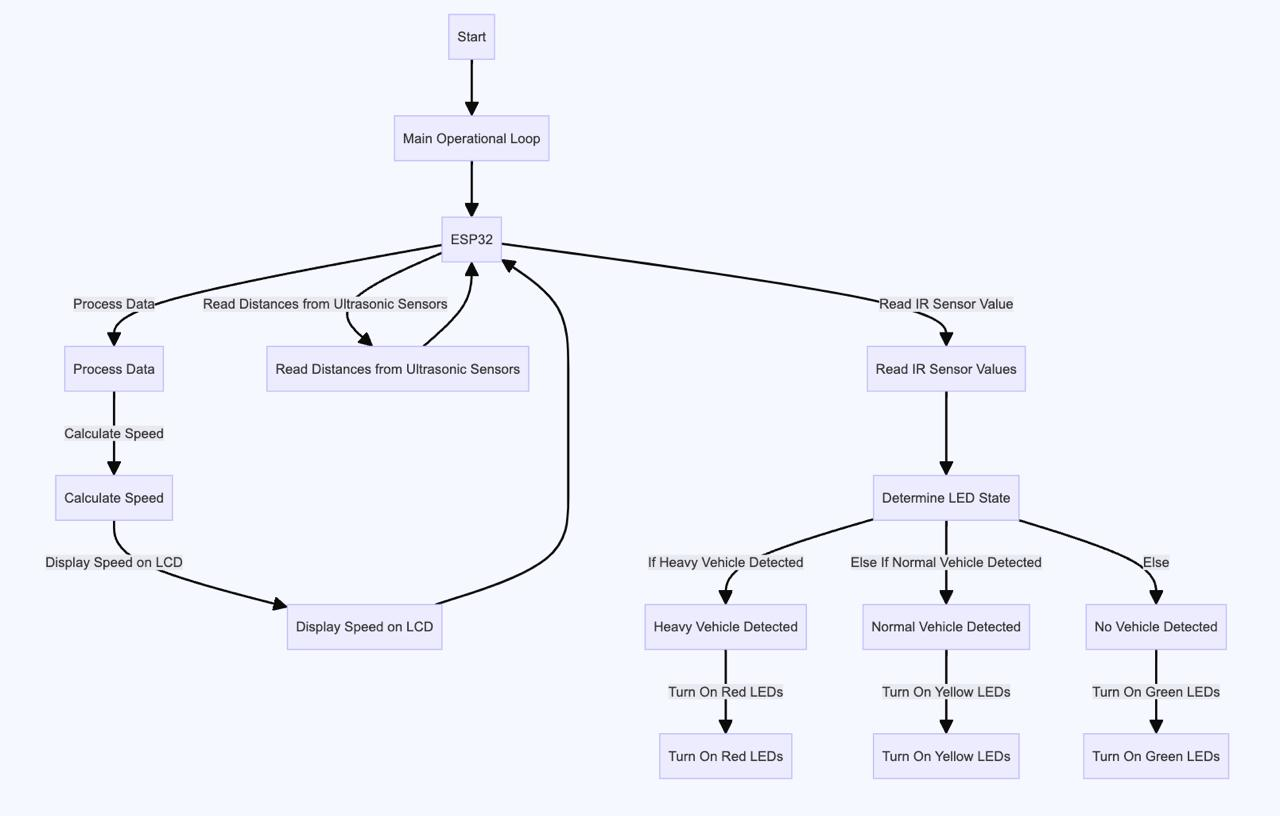 Start
Main Operational Loop
ESP32
Process Data
Read Distances from Ultrasonic Sensors
Read IR Sensor Value
Process Data
Read Distances from Ultrasonic Sensors
Read IR Sensor Values
Calculate Speed
Calculate Speed
Determine LED State
Display Speed on LCD
If Heavy Vehicle Detected
Else If Normal Vehicle Detected
Else
Display Speed on LCD
Heavy Vehicle Detected
Normal Vehicle Detected
No Vehicle Detected
Turn On Red LEDs
Turn On Yellow LEDs
Turn On Green LEDs
Turn On Red LEDs
Turn On Yellow LEDs
Turn On Green LEDs